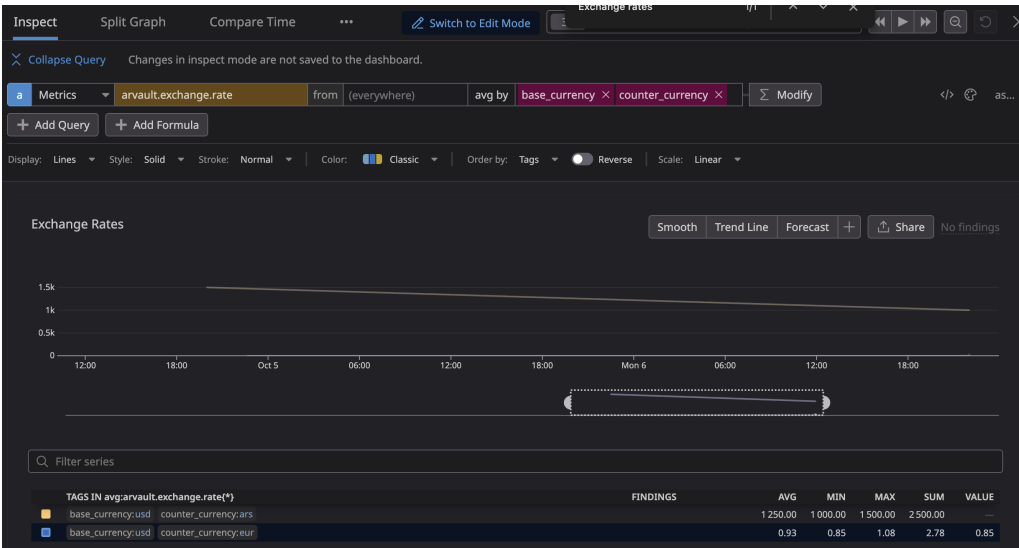 Exchange rates 1/1
Inspect Split Graph Compare Time ••• Switch to Edit Mode
Collapse Query Changes in inspect mode are not saved to the dashboard.
a Metrics arvault.exchange.rate from (everywhere) avg by base_currency × counter_currency × Σ Modify </> as...
+ Add Query + Add Formula
Display: Lines Style: Solid Stroke: Normal Color: Classic Order by: Tags Reverse Scale: Linear
Exchange Rates Smooth Trend Line Forecast + Share No findings
1.5k
1k
0.5k
0
12:00 18:00 Oct 5 06:00 12:00 18:00 Mon 6 06:00 12:00 18:00
Filter series
TAGS IN avg:arvault.exchange.rate{*} FINDINGS AVG MIN MAX SUM VALUE
base_currency:usd counter_currency:ars 1 250.00 1 000.00 1 500.00 2 500.00 —
base_currency:usd counter_currency:eur 0.93 0.85 1.08 2.78 0.85